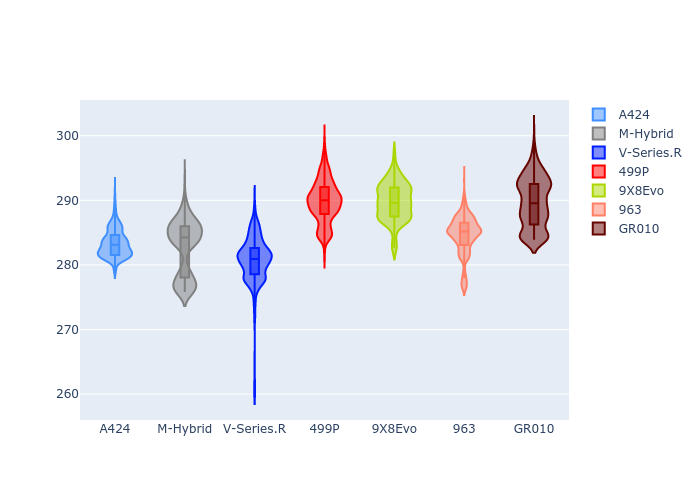 300
290
280
270
260
A424
M-Hybrid
V-Series.R
499P
9X8Evo
963
GR010
A424
M-Hybrid
V-Series.R
499P
9X8Evo
963
GR010